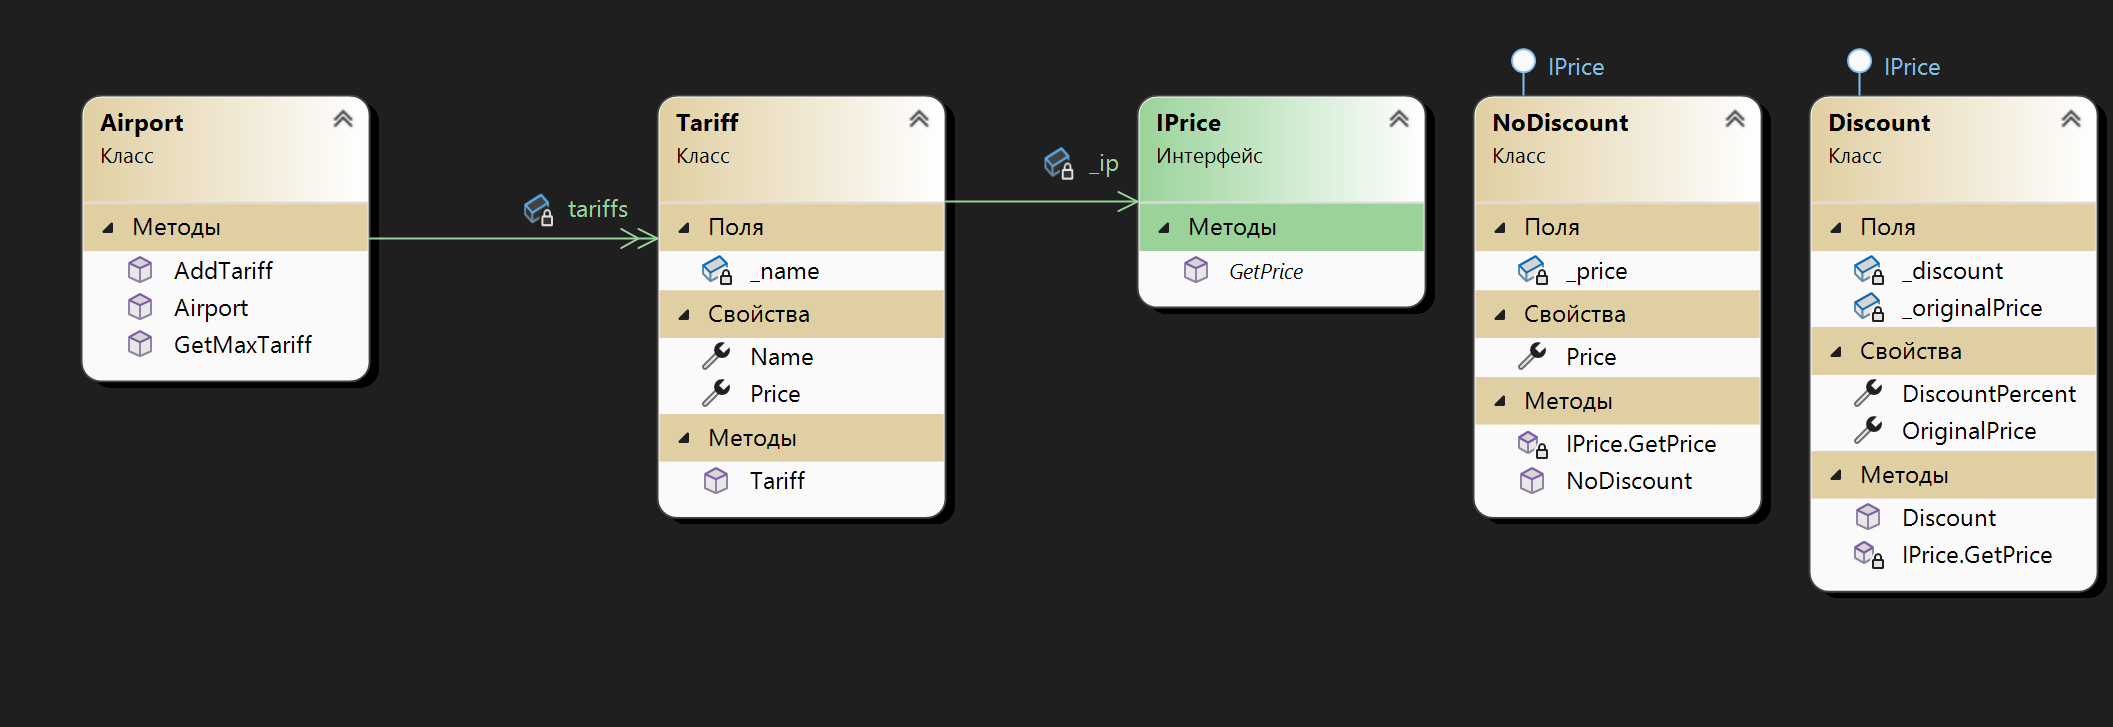 Airport
Класс
Методы
AddTariff
Airport
GetMaxTariff
tariffs
Tariff
Класс
Поля
_name
Свойства
Name
Price
Методы
Tariff
_ip
IPrice
Интерфейс
Методы
GetPrice
IPrice
NoDiscount
Класс
Поля
_price
Свойства
Price
Методы
IPrice.GetPrice
NoDiscount
IPrice
Discount
Класс
Поля
_discount
_originalPrice
Свойства
DiscountPercent
OriginalPrice
Методы
Discount
IPrice.GetPrice